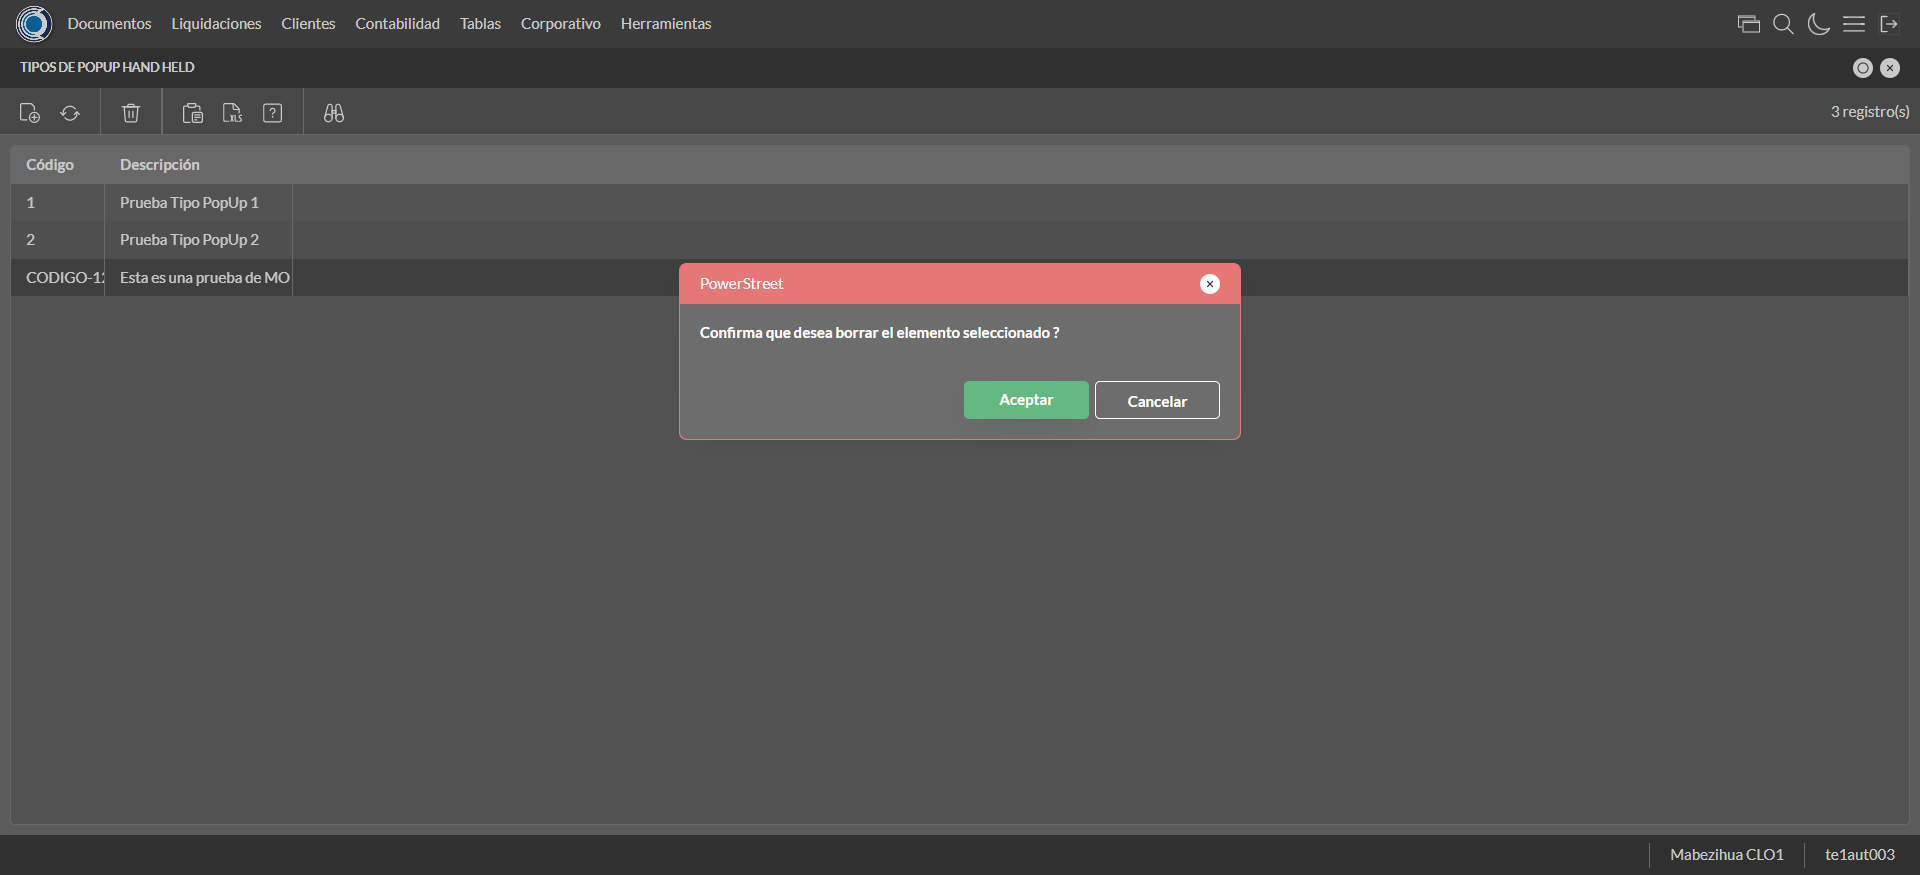 Documentos Liquidaciones Clientes Contabilidad Tablas Corporativo Herramientas
TIPOS DE POPUP HAND HELD
XLS ? 3 registro(s)
Código Descripción
1 Prueba Tipo PopUp 1
2 Prueba Tipo PopUp 2
CODIGO-12 Esta es una prueba de MO
PowerStreet
Confirma que desea borrar el elemento seleccionado ?
Aceptar Cancelar
Mabezihua CLO1 te1aut003